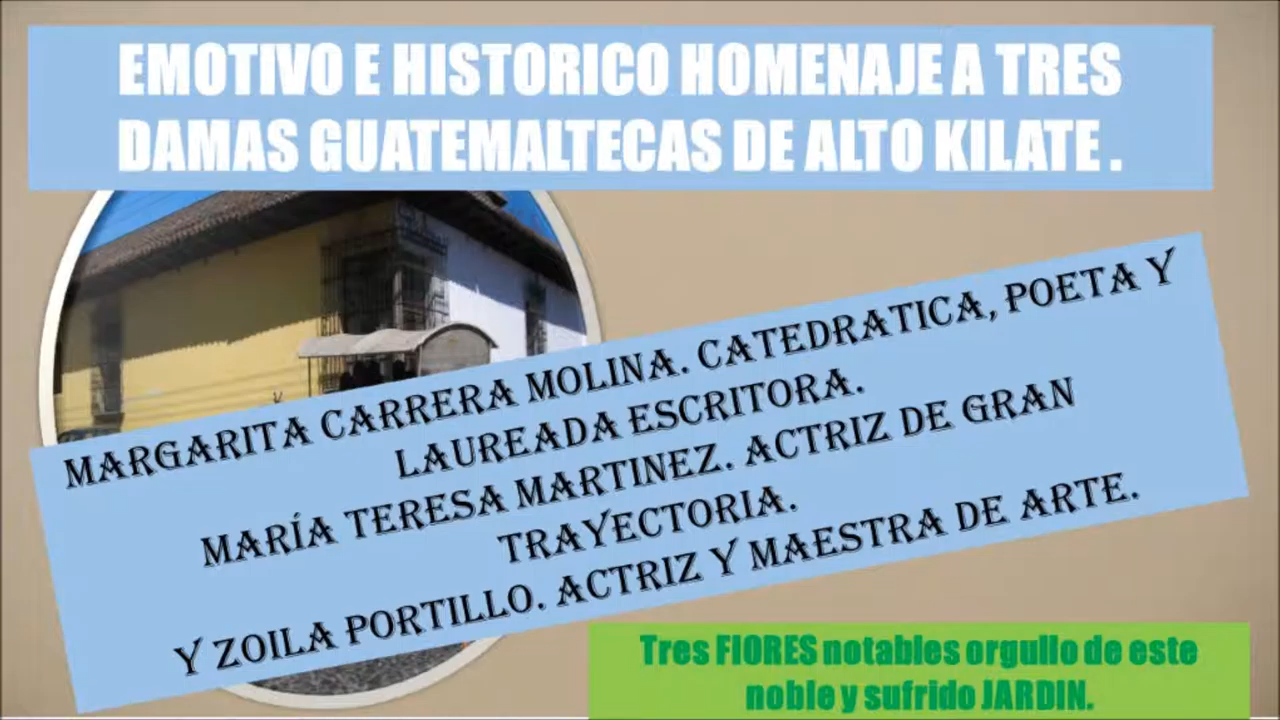 EMOTIVO E HISTORICO HOMENAJE A TRES
DAMAS GUATEMALTECAS DE ALTO KILATE .
MARGARITA CARRERA MOLINA. CATEDRATICA, POETA Y
LAUREADA ESCRITORA.
MARÍA TERESA MARTINEZ. ACTRIZ DE GRAN
TRAYECTORIA.
Y ZOILA PORTILLO. ACTRIZ Y MAESTRA DE ARTE.
Tres FlORES notables orgullo de este
noble y sufrido JARDIN.